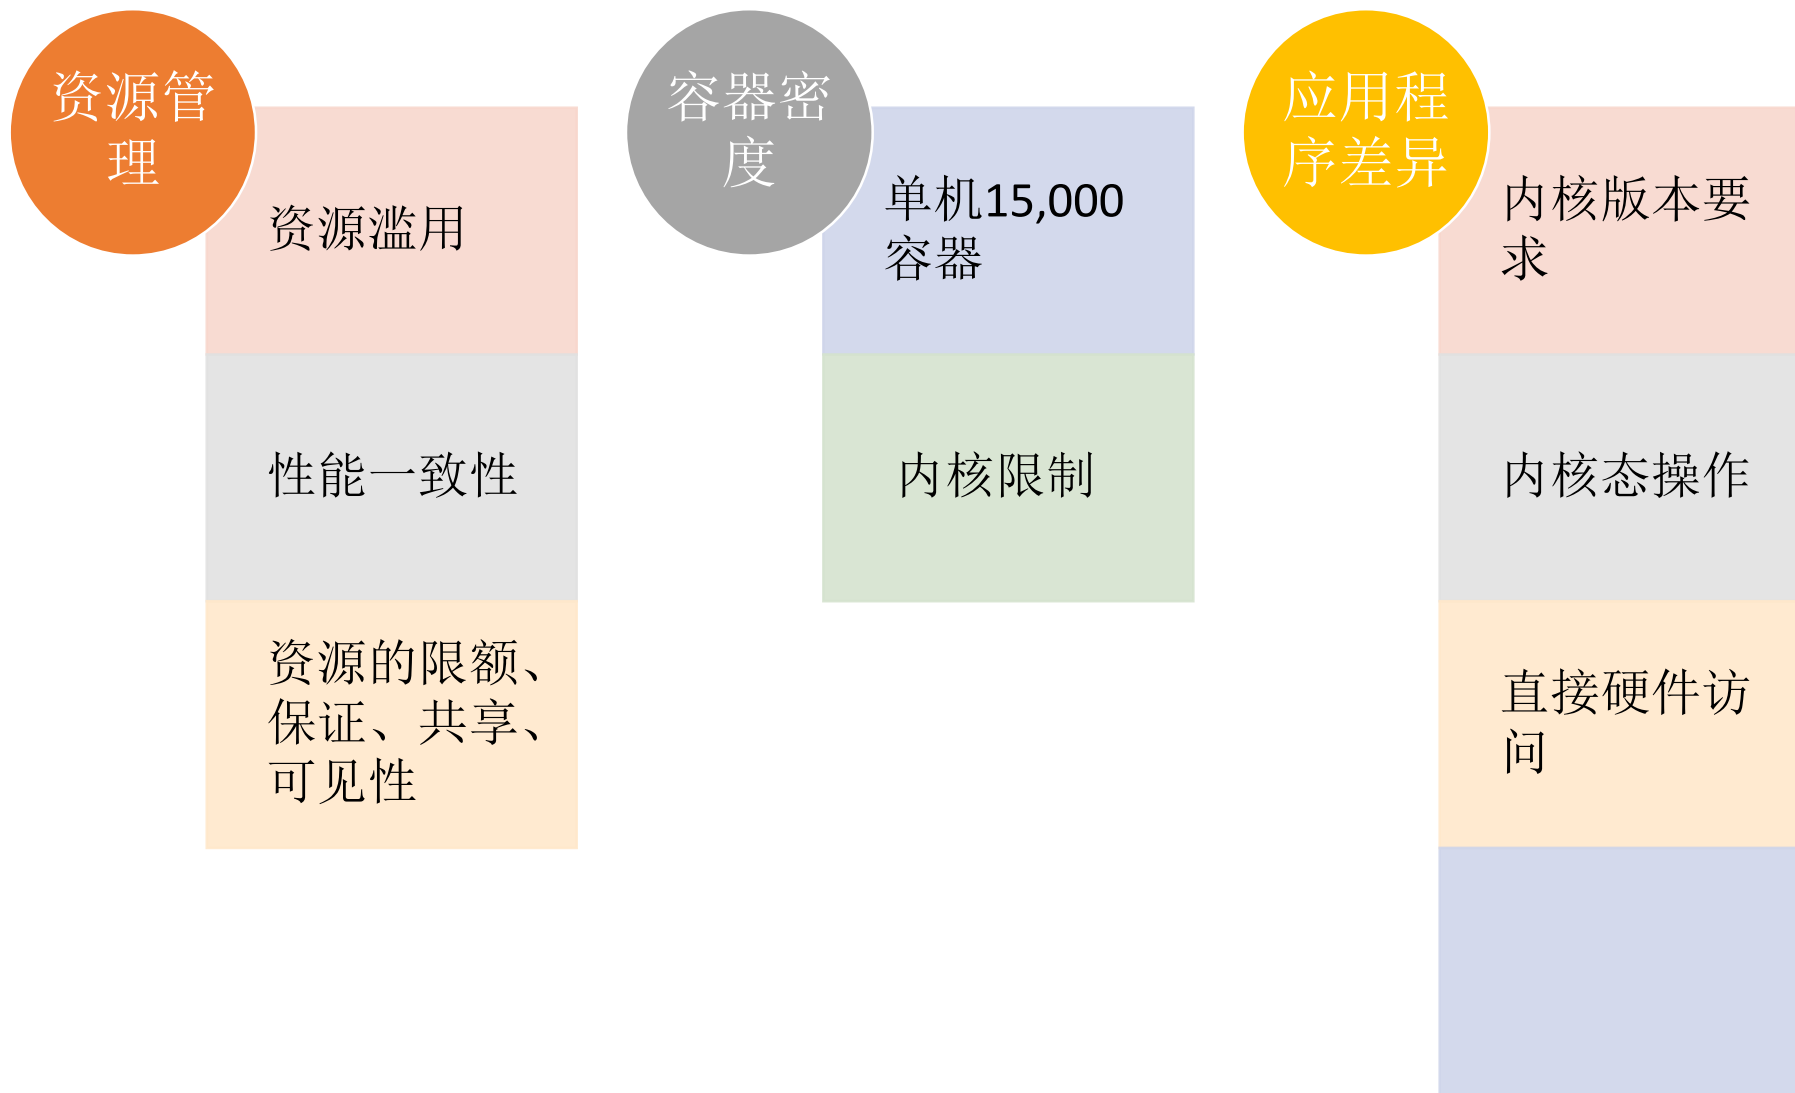 资源管
理
资源滥用
性能一致性
资源的限额、
保证、共享、
可见性
容器密
度
单机15,000
容器
内核限制
应用程
序差异
内核版本要
求
内核态操作
直接硬件访
问